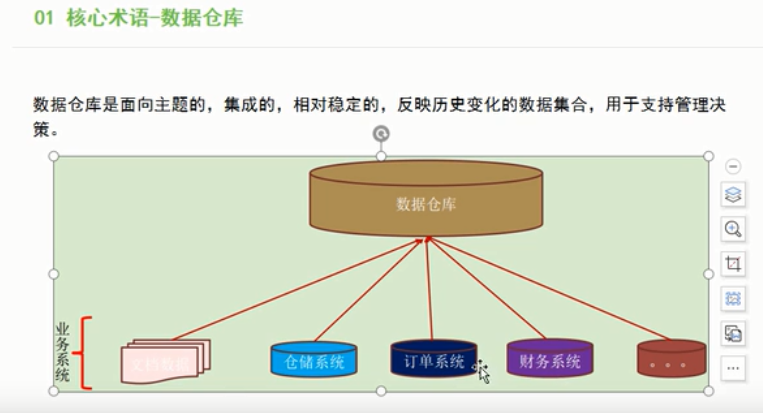 01 核心术语-数据仓库
数据仓库是面向主题的，集成的，相对稳定的，反映历史变化的数据集合，用于支持管理决
策。
数据仓库
业务系统
文档数据
仓储系统
订单系统
财务系统
。。。